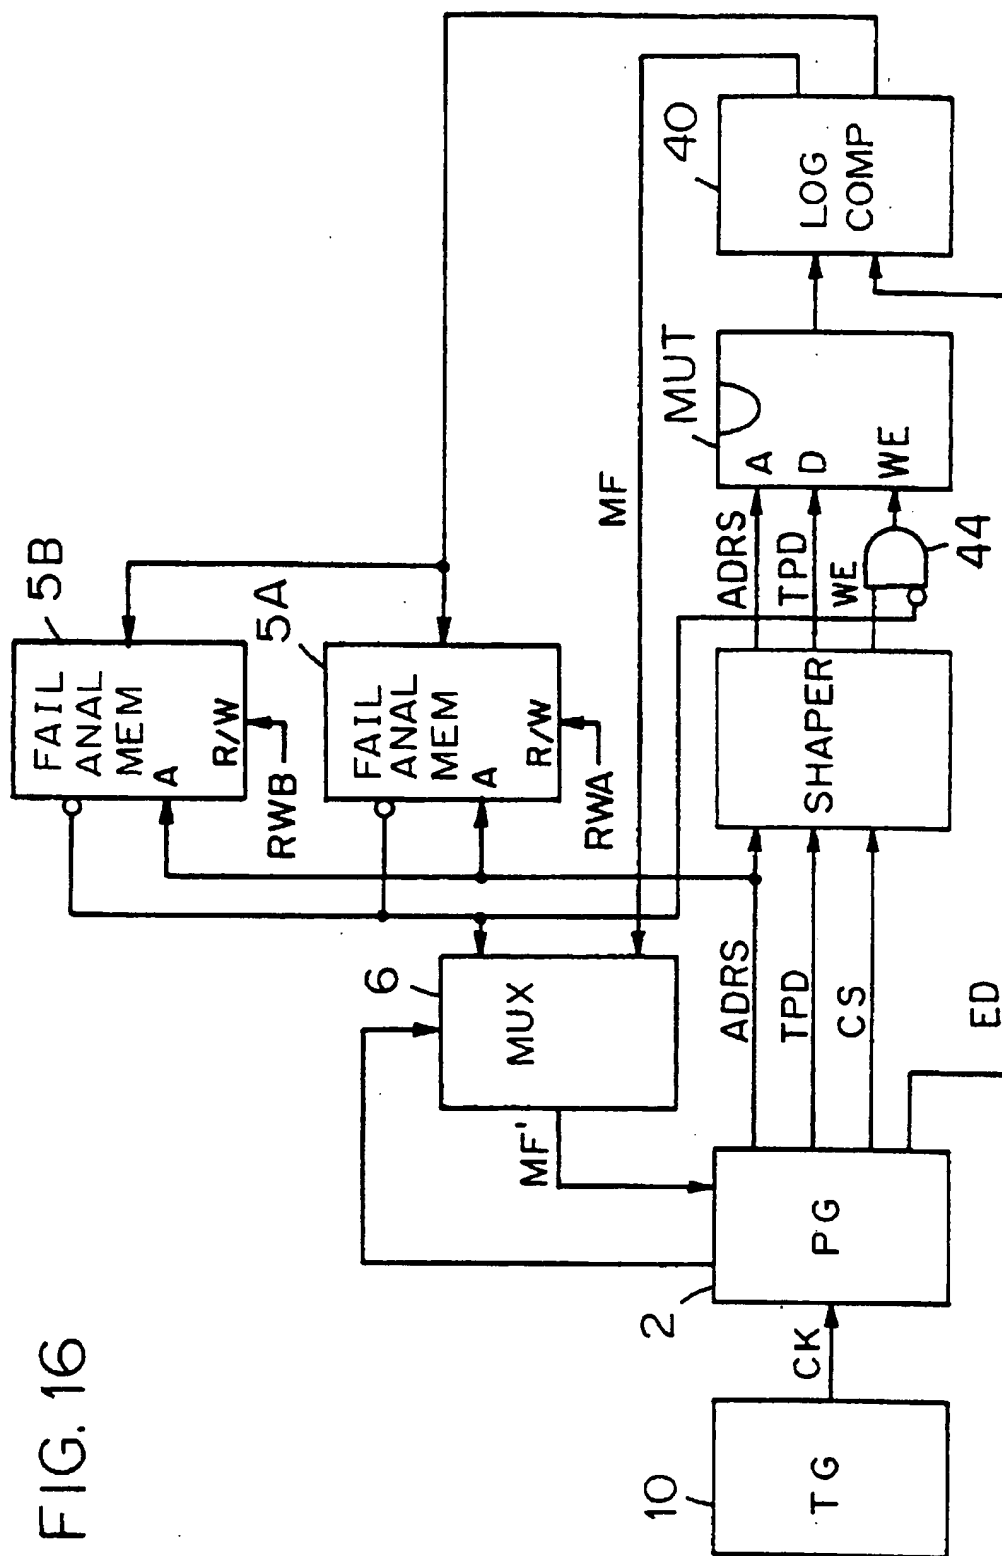 FIG. 16
10
TG
CK
2
PG
MF'
6
MUX
ADRS
TPD
CS
ED
5B
FAIL
ANAL
MEM
A
R/W
RWB
5A
FAIL
ANAL
MEM
A
R/W
RWA
SHAPER
MF
ADRS
TPD
WE
44
MUT
A
D
WE
40
LOG
COMP